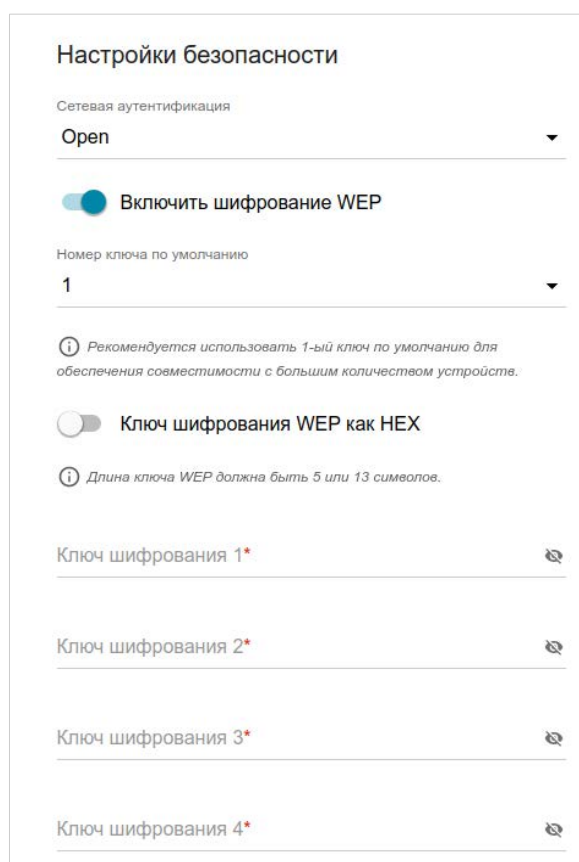 Настройки безопасности
Сетевая аутентификация
Open
Включить шифрование WEP
Номер ключа по умолчанию
1
Рекомендуется использовать 1-ый ключ по умолчанию для
обеспечения совместимости с большим количеством устройств.
Ключ шифрования WEP как HEX
Длина ключа WEP должна быть 5 или 13 символов.
Ключ шифрования 1*
Ключ шифрования 2*
Ключ шифрования 3*
Ключ шифрования 4*